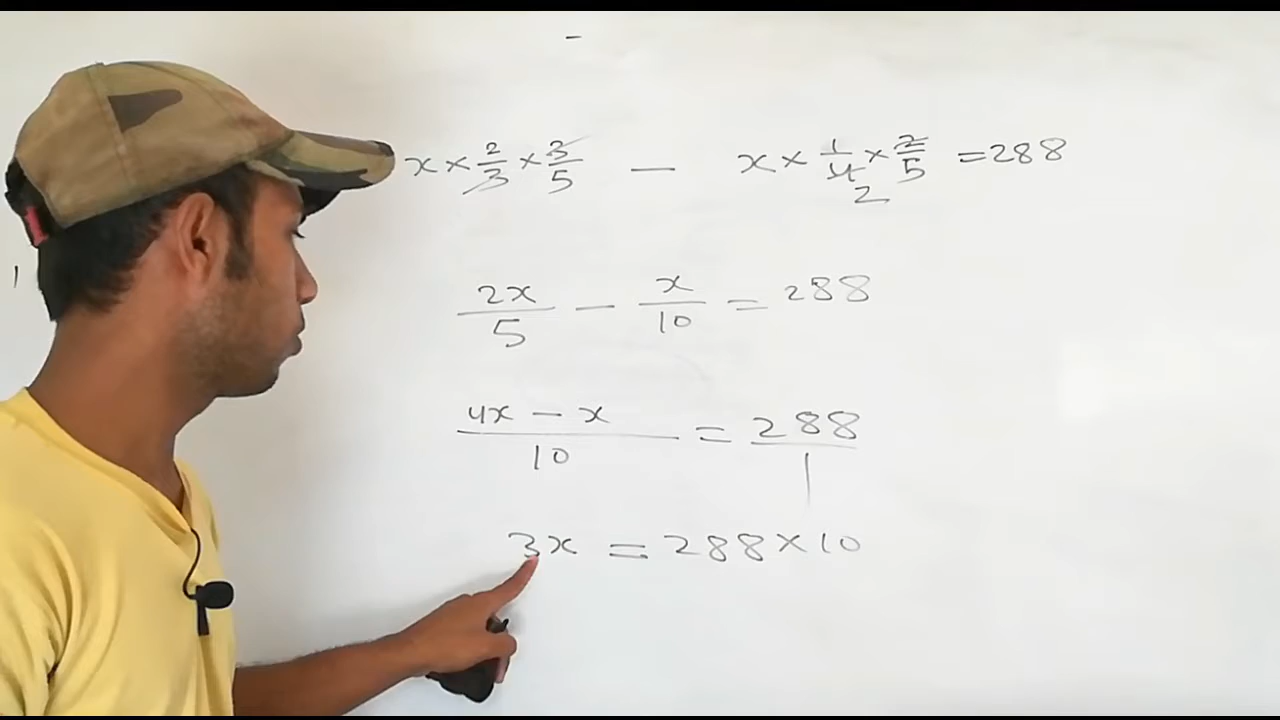 x × 2/3 × 3/5 — x × 1/4 × 2/5 = 288
2
2x/5 — x/10 = 288
4x — x/10 = 288/1
3x = 288 × 10